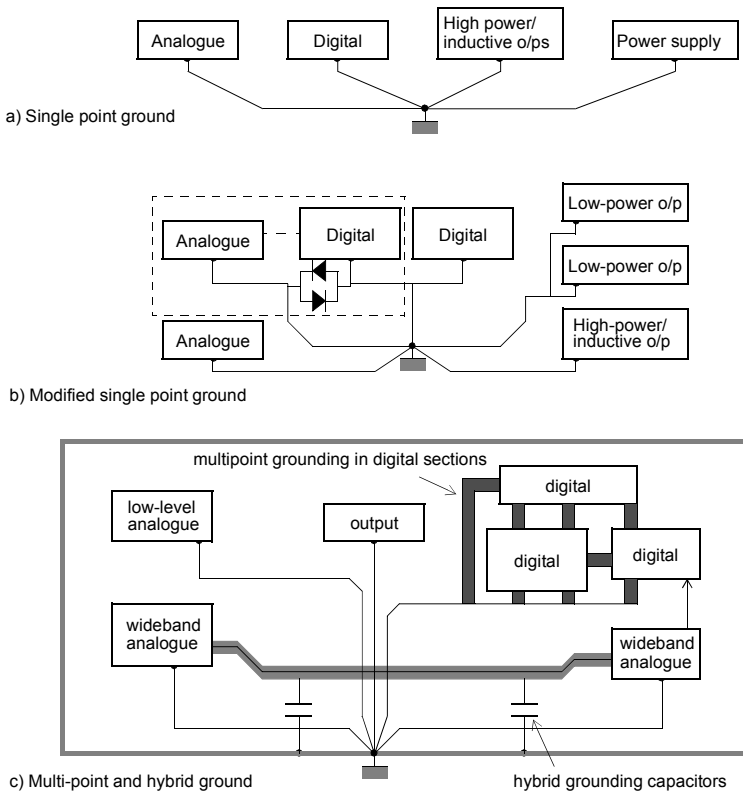 Analogue
Digital
High power/
inductive o/ps
Power supply
a) Single point ground
Low-power o/p
Analogue
Digital
Digital
Low-power o/p
Analogue
High-power/
inductive o/p
b) Modified single point ground
multipoint grounding in digital sections
digital
low-level
analogue
output
digital
digital
wideband
analogue
wideband
analogue
c) Multi-point and hybrid ground
hybrid grounding capacitors